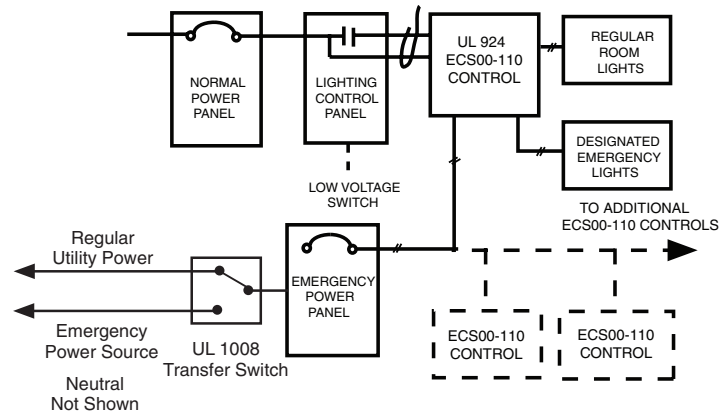 NORMAL
POWER
PANEL
LIGHTING
CONTROL
PANEL
UL 924
ECS00-110
CONTROL
REGULAR
ROOM
LIGHTS
DESIGNATED
EMERGENCY
LIGHTS
LOW VOLTAGE
SWITCH
TO ADDITIONAL
ECS00-110 CONTROLS
Regular
Utility Power
EMERGENCY
POWER
PANEL
Emergency
Power Source
UL 1008
Transfer Switch
Neutral
Not Shown
ECS00-110
CONTROL
ECS00-110
CONTROL